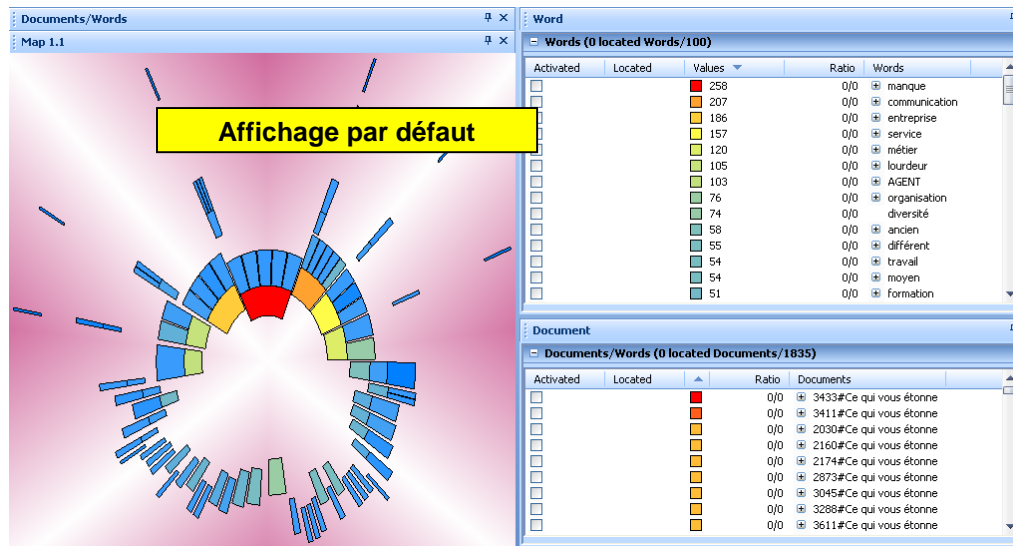 Documents/Words
Map 1.1
Affichage par défaut
Word
Words (0 located Words/100)
Activated Located Values Ratio Words
258 0/0 manque
207 0/0 communication
186 0/0 entreprise
157 0/0 service
120 0/0 métier
105 0/0 lourdeur
103 0/0 AGENT
76 0/0 organisation
74 0/0 diversité
58 0/0 ancien
55 0/0 différent
54 0/0 travail
54 0/0 moyen
51 0/0 formation
Document
Documents/Words (0 located Documents/1835)
Activated Located Ratio Documents
0/0 3433#Ce qui vous étonne
0/0 3411#Ce qui vous étonne
0/0 2030#Ce qui vous étonne
0/0 2160#Ce qui vous étonne
0/0 2174#Ce qui vous étonne
0/0 2873#Ce qui vous étonne
0/0 3045#Ce qui vous étonne
0/0 3288#Ce qui vous étonne
0/0 3611#Ce qui vous étonne